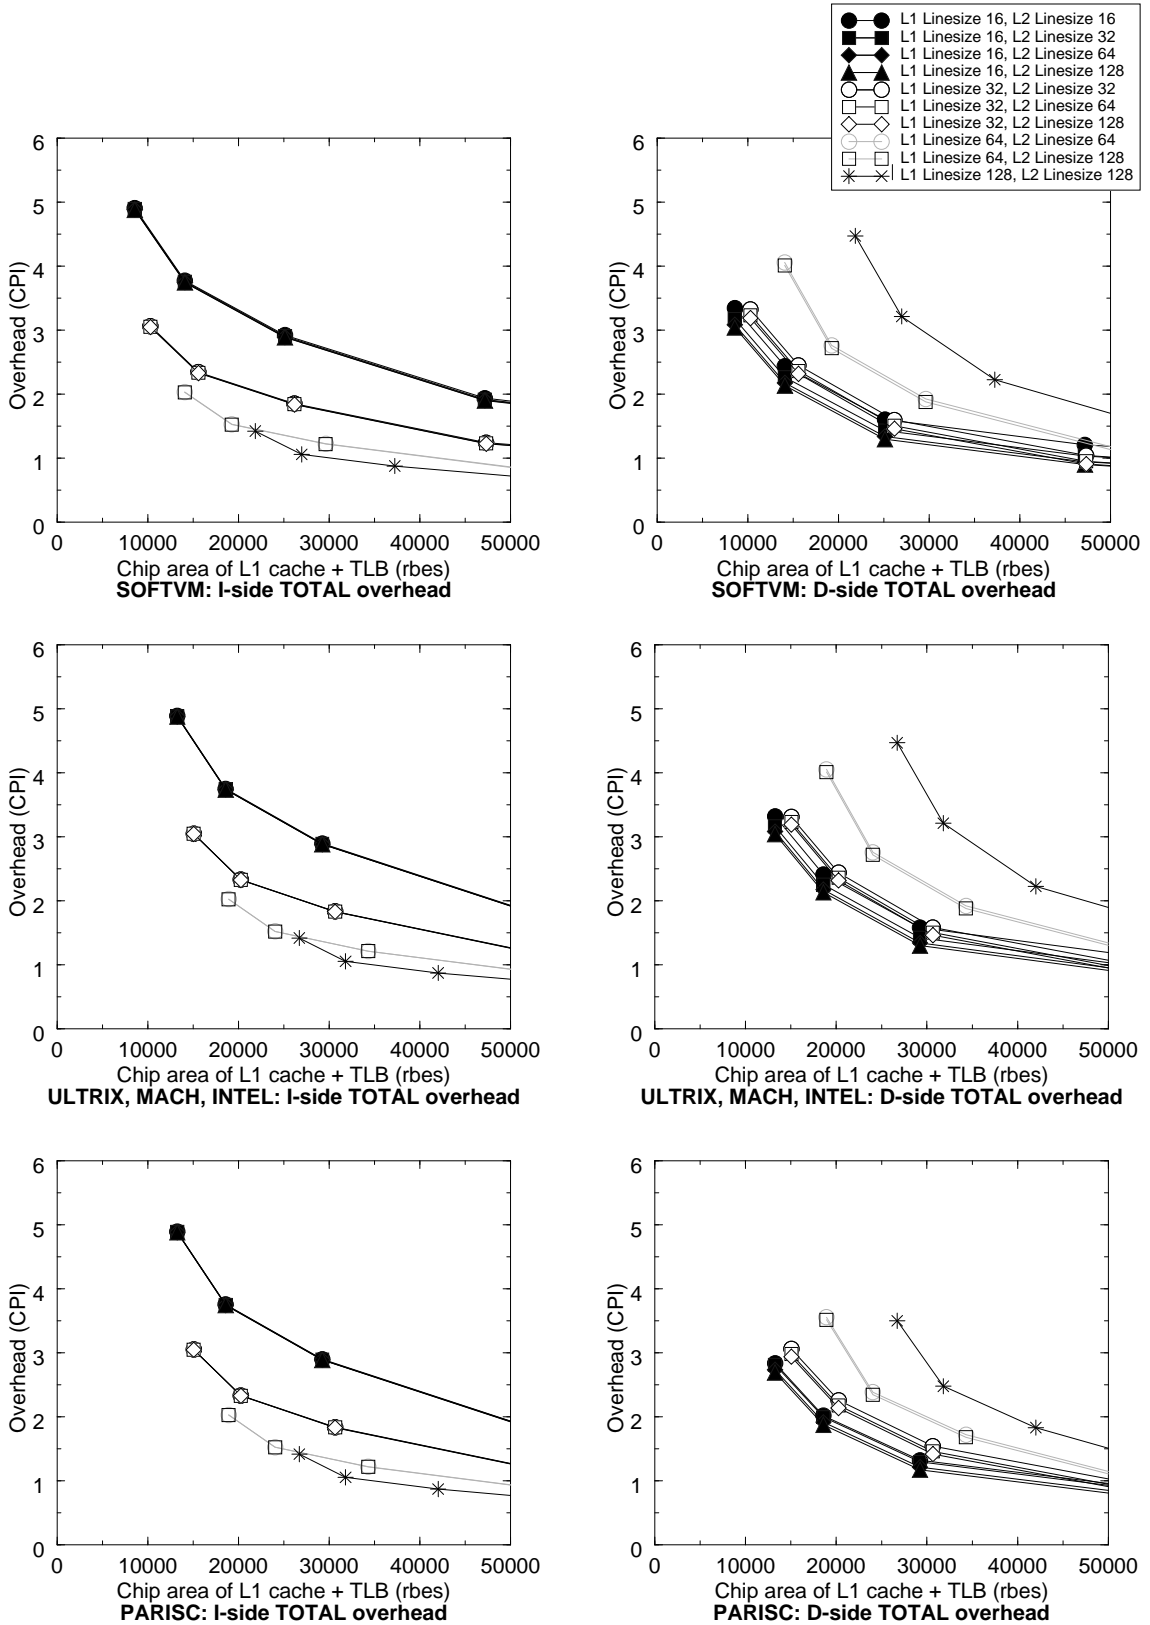 L1 Linesize 16, L2 Linesize 16
L1 Linesize 16, L2 Linesize 32
L1 Linesize 16, L2 Linesize 64
L1 Linesize 16, L2 Linesize 128
L1 Linesize 32, L2 Linesize 32
L1 Linesize 32, L2 Linesize 64
L1 Linesize 32, L2 Linesize 128
L1 Linesize 64, L2 Linesize 64
L1 Linesize 64, L2 Linesize 128
L1 Linesize 128, L2 Linesize 128
6
5
4
3
2
1
0
Overhead (CPI)
0 10000 20000 30000 40000 50000
Chip area of L1 cache + TLB (rbes)
SOFTVM: I-side TOTAL overhead
6
5
4
3
2
1
0
Overhead (CPI)
0 10000 20000 30000 40000 50000
Chip area of L1 cache + TLB (rbes)
SOFTVM: D-side TOTAL overhead
6
5
4
3
2
1
0
Overhead (CPI)
0 10000 20000 30000 40000 50000
Chip area of L1 cache + TLB (rbes)
ULTRIX, MACH, INTEL: I-side TOTAL overhead
6
5
4
3
2
1
0
Overhead (CPI)
0 10000 20000 30000 40000 50000
Chip area of L1 cache + TLB (rbes)
ULTRIX, MACH, INTEL: D-side TOTAL overhead
6
5
4
3
2
1
0
Overhead (CPI)
0 10000 20000 30000 40000 50000
Chip area of L1 cache + TLB (rbes)
PARISC: I-side TOTAL overhead
6
5
4
3
2
1
0
Overhead (CPI)
0 10000 20000 30000 40000 50000
Chip area of L1 cache + TLB (rbes)
PARISC: D-side TOTAL overhead